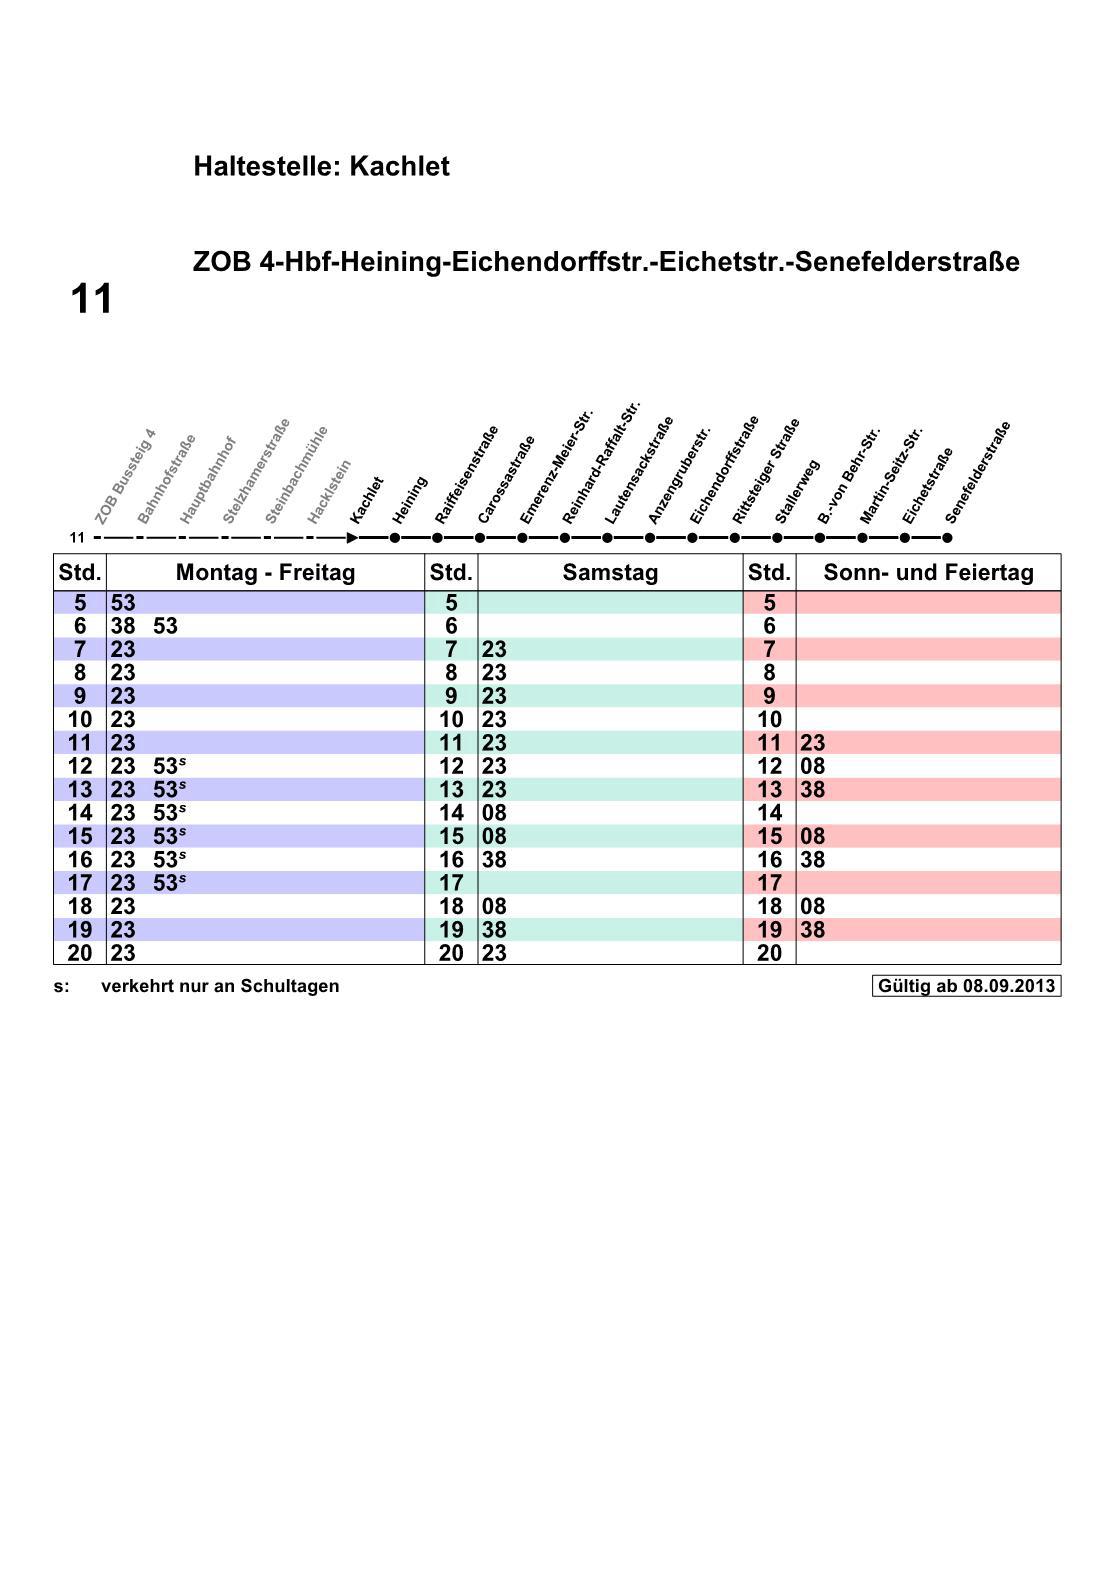 Haltestelle: Kachlet
ZOB 4-Hbf-Heining-Eichendorffstr.-Eichetstr.-Senefelderstraße
11
ZOB Bussteig 4
Bahnhofstraße
Hauptbahnhof
Stelzhamerstraße
Steinbachmühle
Hacklstein
Kachlet
Heining
Raiffeisenstraße
Carossastraße
Emerenz-Meier-Str.
Reinhard-Raffalt-Str.
Lautensackstraße
Anzengruberstr.
Eichendorffstraße
Rittsteiger Straße
Stallerweg
B.-von Behr-Str.
Martin-Seitz-Str.
Eichetstraße
Senefelderstraße
11
Std. Montag - Freitag Std. Samstag Std. Sonn- und Feiertag
5 53 5 5
6 38 53 6 6
7 23 7 23 7
8 23 8 23 8
9 23 9 23 9
10 23 10 23 10
11 23 11 23 11 23
12 23 53s 12 23 12 08
13 23 53s 13 23 13 38
14 23 53s 14 08 14
15 23 53s 15 08 15 08
16 23 53s 16 38 16 38
17 23 53s 17 17
18 23 18 08 18 08
19 23 19 38 19 38
20 23 20 23 20
s: verkehrt nur an Schultagen Gültig ab 08.09.2013